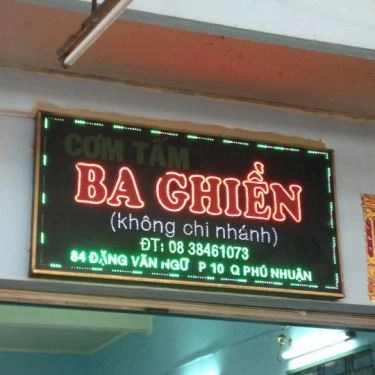 CƠM TẤM
BA GHIỀN
(không chi nhánh)
ĐT: 08 38461073
84 ĐẶNG VĂN NGỮ P 10 Q PHÚ NHUẬN